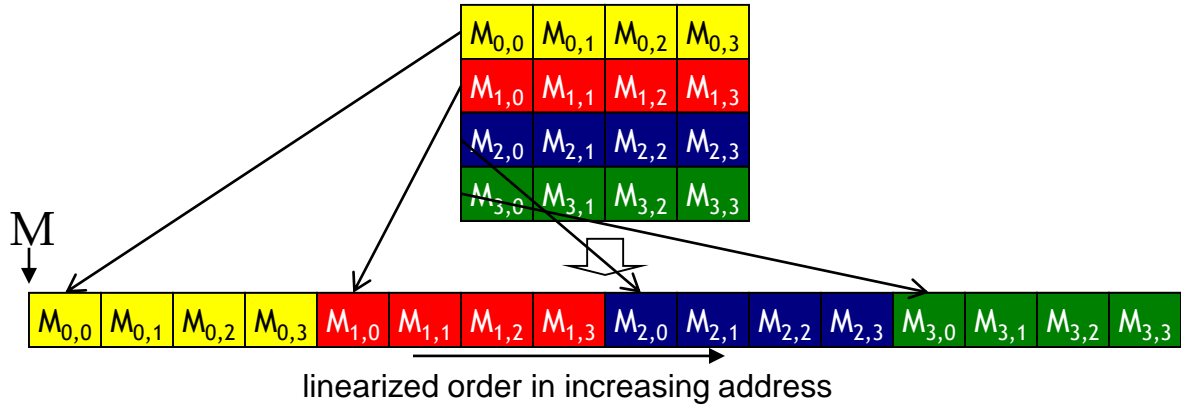 M0,0 M0,1 M0,2 M0,3
M1,0 M1,1 M1,2 M1,3
M2,0 M2,1 M2,2 M2,3
M3,0 M3,1 M3,2 M3,3
M
M0,0 M0,1 M0,2 M0,3 M1,0 M1,1 M1,2 M1,3 M2,0 M2,1 M2,2 M2,3 M3,0 M3,1 M3,2 M3,3
linearized order in increasing address